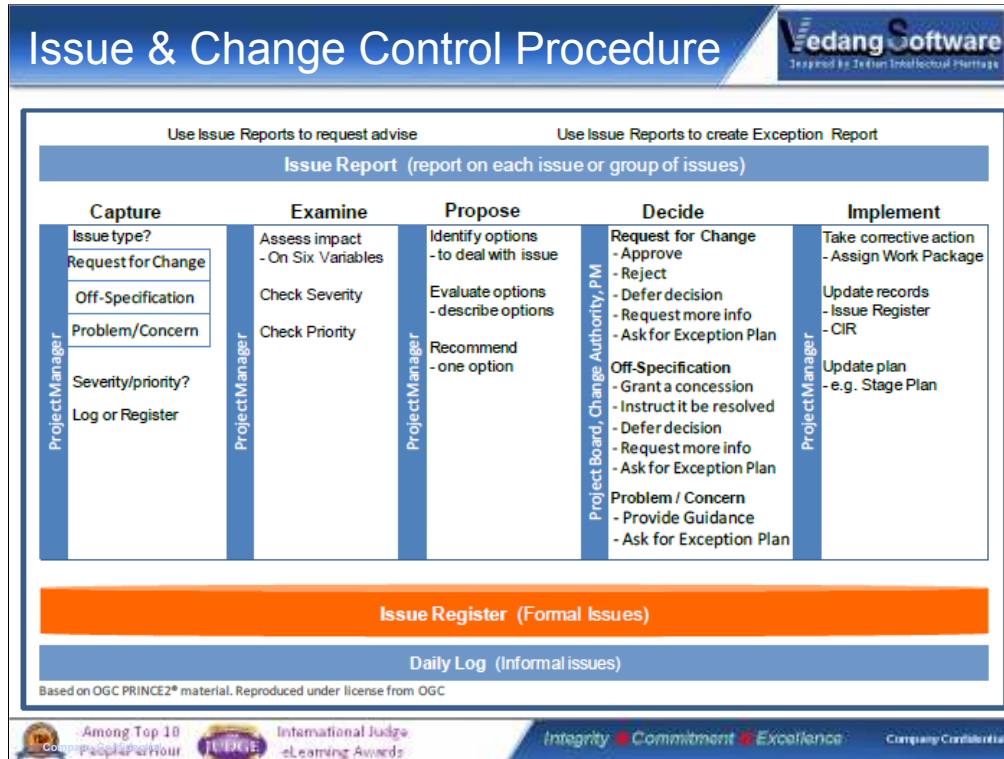 Issue & Change Control Procedure
Vedang Software
Inspired by Indian Intellectual Heritage
Use Issue Reports to request advise
Use Issue Reports to create Exception Report
Issue Report (report on each issue or group of issues)
Capture
Project Manager
Issue type?
Request for Change
Off-Specification
Problem/Concern
Severity/priority?
Log or Register
Examine
Project Manager
Assess impact
- On Six Variables
Check Severity
Check Priority
Propose
Project Manager
Identify options
- to deal with issue
Evaluate options
- describe options
Recommend
- one option
Decide
Project Board, Change Authority, PM
Request for Change
- Approve
- Reject
- Defer decision
- Request more info
- Ask for Exception Plan
Off-Specification
- Grant a concession
- Instruct it be resolved
- Defer decision
- Request more info
- Ask for Exception Plan
Problem / Concern
- Provide Guidance
- Ask for Exception Plan
Implement
Project Manager
Take corrective action
- Assign Work Package
Update records
- Issue Register
- CIR
Update plan
- e.g. Stage Plan
Issue Register (Formal Issues)
Daily Log (Informal issues)
Based on OGC PRINCE2® material. Reproduced under license from OGC
Among Top 10
PeoplePerHour
JUDGE
International Judge
eLearning Awards
Integrity Commitment Excellence
Company Confidential